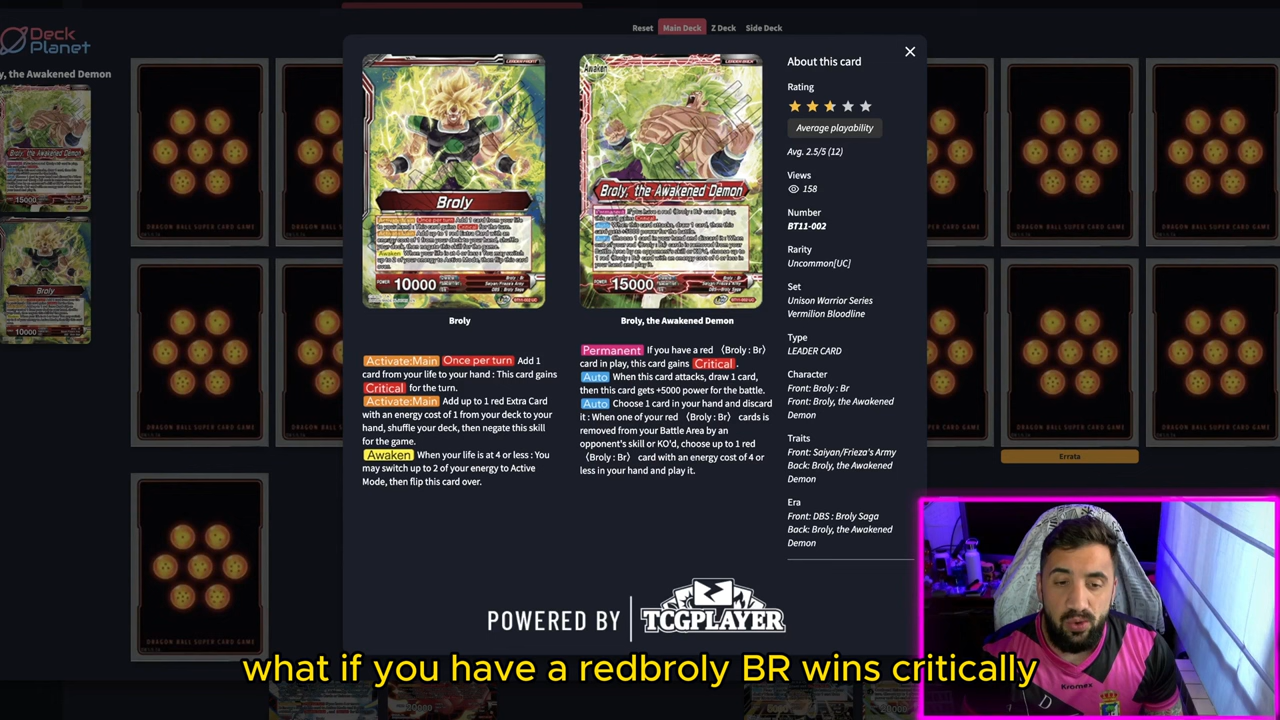 Deck
Planet
y, the Awakened Demon
Reset
Main Deck
Z Deck
Side Deck
Awaken
Broly
10000
Broly, the Awakened Demon
15000
Broly
Broly, the Awakened Demon
Activate:Main Once per turn Add 1
card from your life to your hand : This card gains
Critical for the turn.
Activate:Main Add up to 1 red Extra Card
with an energy cost of 1 from your deck to your
hand, shuffle your deck, then negate this skill
for the game.
Awaken When your life is at 4 or less : You
may switch up to 2 of your energy to Active
Mode, then flip this card over.
Permanent If you have a red 〈Broly : Br〉
card in play, this card gains Critical .
Auto When this card attacks, draw 1 card,
then this card gets +5000 power for the battle.
Auto Choose 1 card in your hand and discard
it : When one of your red 〈Broly : Br〉 cards is
removed from your Battle Area by an
opponent's skill or KO'd, choose up to 1 red
〈Broly : Br〉 card with an energy cost of 4 or
less in your hand and play it.
About this card
Rating
Average playability
Avg. 2.5/5 (12)
Views
158
Number
BT11-002
Rarity
Uncommon[UC]
Set
Unison Warrior Series
Vermilion Bloodline
Type
LEADER CARD
Character
Front: Broly : Br
Front: Broly, the Awakened
Demon
Traits
Front: Saiyan/Frieza's Army
Back: Broly, the Awakened
Demon
Era
Front: DBS : Broly Saga
Back: Broly, the Awakened
Demon
Errata
POWERED BY
TCGPLAYER
what if you have a redbroly BR wins critically